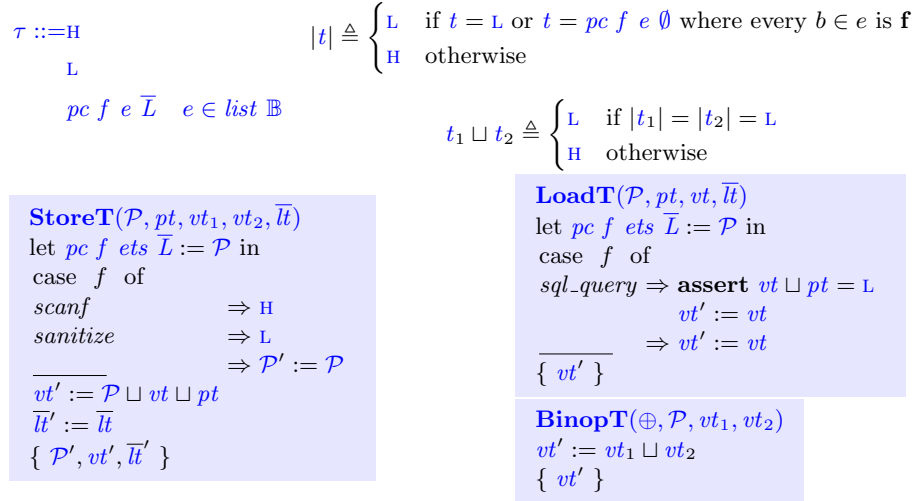 τ ::=H
L
pc f e L̅ e ∈ list 𝔹
|t| ≜ { L if t = L or t = pc f e ∅ where every b ∈ e is f
H otherwise
t₁ ⊔ t₂ ≜ { L if |t₁| = |t₂| = L
H otherwise
StoreT(𝒫, pt, vt₁, vt₂, l̅t̅)
let pc f ets L̅ := 𝒫 in
case f of
scanf ⇒ H
sanitize ⇒ L
____ ⇒ 𝒫′ := 𝒫
vt′ := 𝒫 ⊔ vt ⊔ pt
l̅t̅′ := l̅t̅
{ 𝒫′, vt′, l̅t̅′ }
LoadT(𝒫, pt, vt, l̅t̅)
let pc f ets L̅ := 𝒫 in
case f of
sql_query ⇒ assert vt ⊔ pt = L
vt′ := vt
____ ⇒ vt′ := vt
{ vt′ }
BinopT(⊕, 𝒫, vt₁, vt₂)
vt′ := vt₁ ⊔ vt₂
{ vt′ }